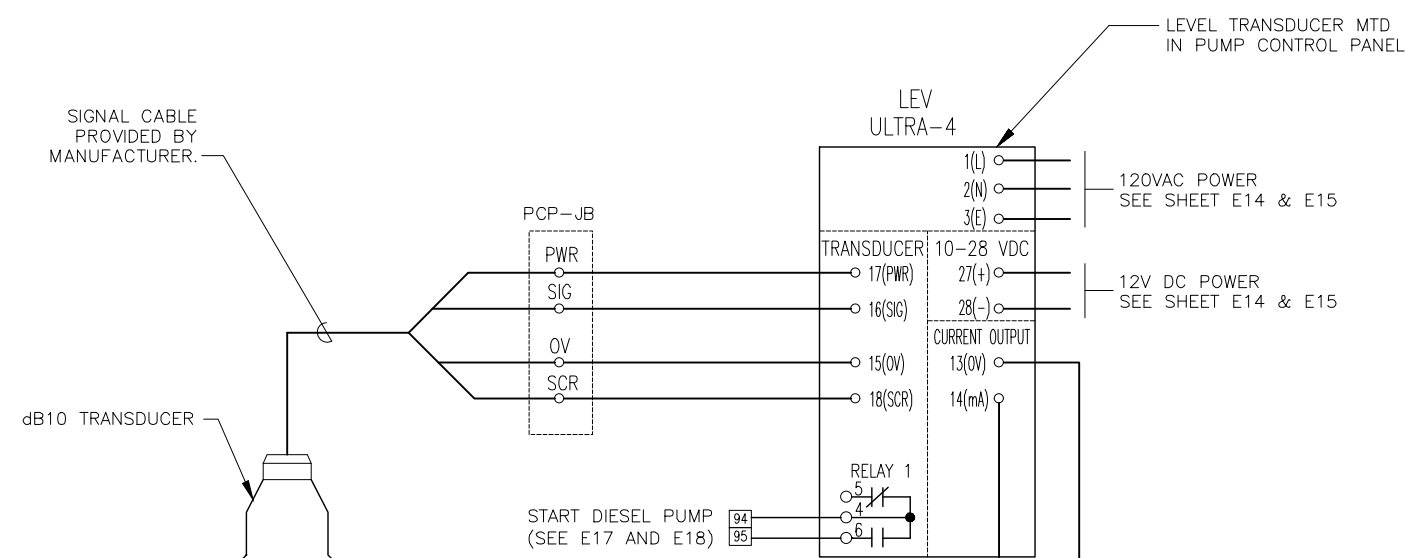 LEVEL TRANSDUCER MTD
IN PUMP CONTROL PANEL
LEV
ULTRA-4
SIGNAL CABLE
PROVIDED BY
MANUFACTURER.
1(L)
2(N)
3(E)
120VAC POWER
SEE SHEET E14 & E15
PCP-JB
TRANSDUCER
10-28 VDC
PWR
17(PWR)
27(+)
12V DC POWER
SEE SHEET E14 & E15
SIG
16(SIG)
28(-)
CURRENT OUTPUT
0V
15(0V)
13(0V)
SCR
18(SCR)
14(mA)
dB10 TRANSDUCER
RELAY 1
5
START DIESEL PUMP
(SEE E17 AND E18)
94
95
4
6